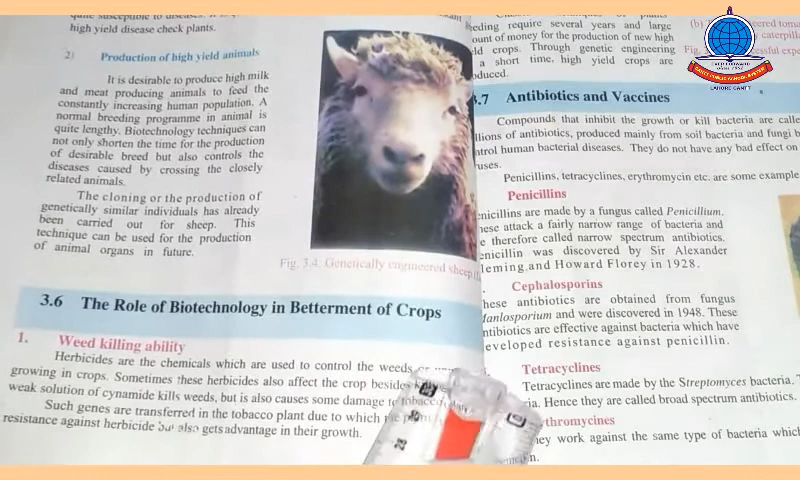 high yield disease check plants.
2) Production of high yield animals
It is desirable to produce high milk
and meat producing animals to feed the
constantly increasing human population. A
normal breeding programme in animal is
quite lengthy. Biotechnology techniques can
not only shorten the time for the production
of desirable breed but also controls the
diseases caused by crossing the closely
related animals.
The cloning or the production of
genetically similar individuals has already
been carried out for sheep. This
technique can be used for the production
of animal organs in future.
Fig. 3.4. Genetically engineered sheep
3.6 The Role of Biotechnology in Betterment of Crops
1. Weed killing ability
Herbicides are the chemicals which are used to control the weeds
growing in crops. Sometimes these herbicides also affect the crop besides
weak solution of cynamide kills weeds, but is also causes some damage to tobacco
Such genes are transferred in the tobacco plant due to which the
resistance against herbicide but also gets advantage in their growth.
require several years and large
of money for the production of new high
crops. Through genetic engineering
a short time, high yield crops are
(b)
Fig.
.7 Antibiotics and Vaccines
Compounds that inhibit the growth or kill bacteria are
of antibiotics, produced mainly from soil bacteria and fungi
human bacterial diseases. They do not have any bad effect on
Penicillins, tetracyclines, erythromycin etc. are some example
Penicillins
are made by a fungus called Penicillium.
attack a fairly narrow range of bacteria and
therefore called narrow spectrum antibiotics.
was discovered by Sir Alexander
leming and Howard Florey in 1928.
Cephalosporins
hese antibiotics are obtained from fungus
and were discovered in 1948. These
ntibiotics are effective against bacteria which have
eveloped resistance against penicillin.
Tetracyclines
Tetracyclines are made by the Streptomyces bacteria.
Hence they are called broad spectrum antibiotics.
thromycines
ey work against the same type of bacteria which
LAHORE CANTT